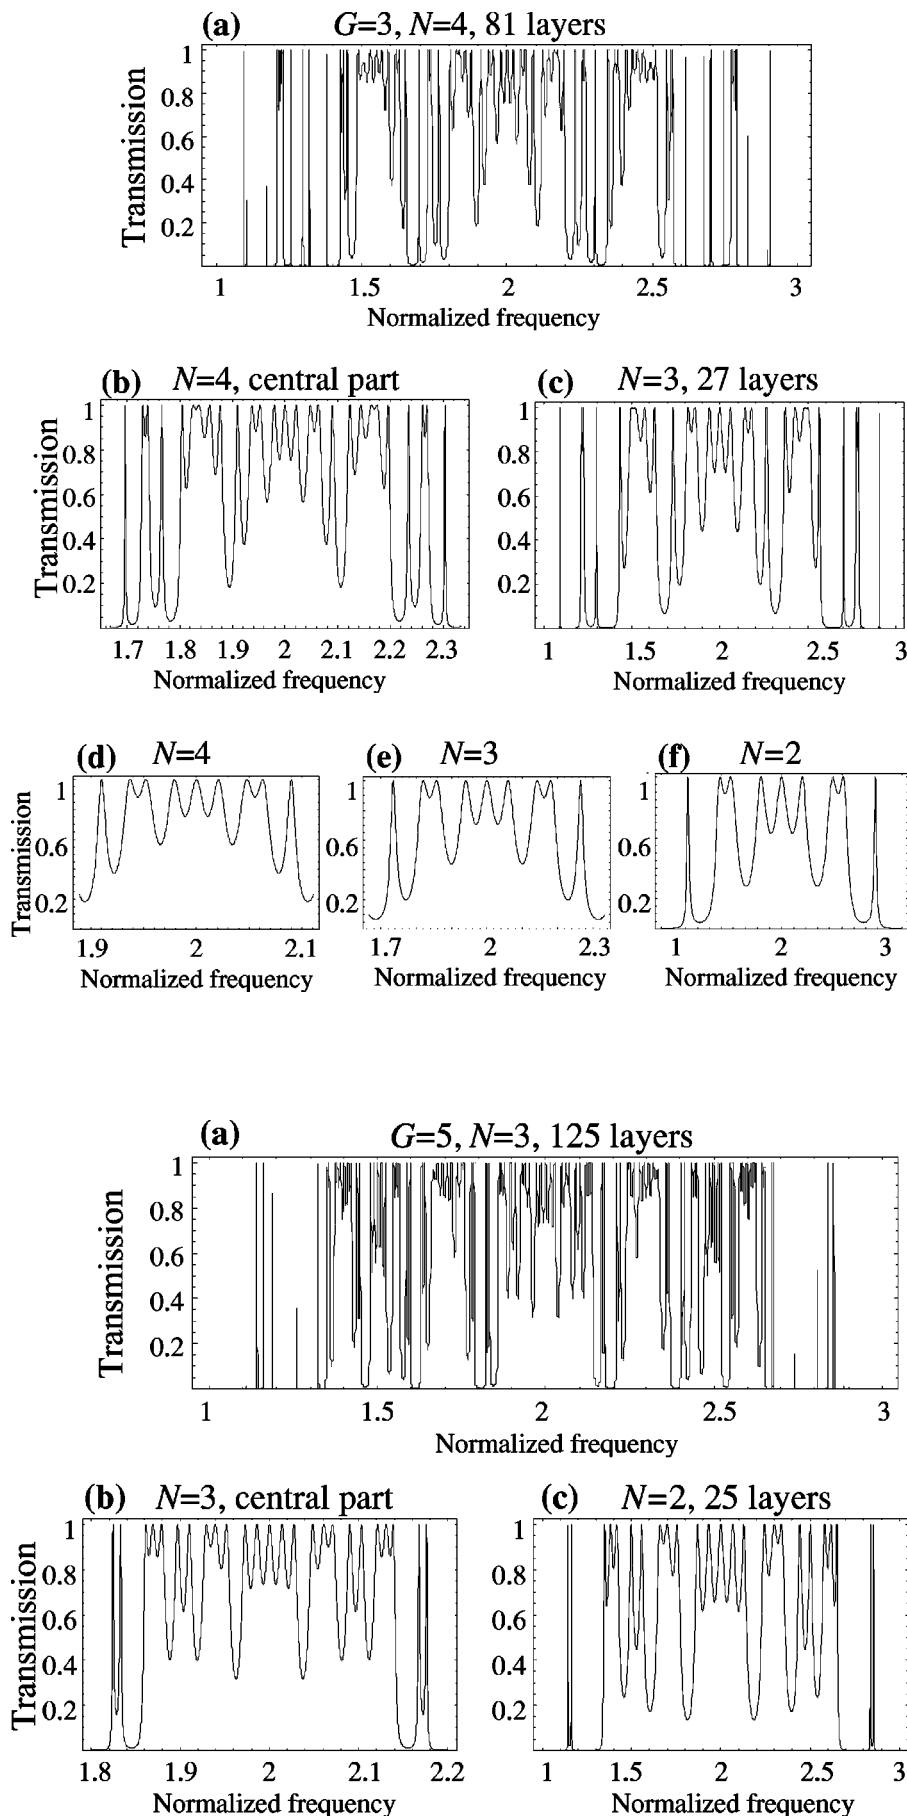 (a) G=3, N=4, 81 layers
1
0.8
0.6
0.4
0.2
Transmission
1 1.5 2 2.5 3
Normalized frequency
(b) N=4, central part
1
0.8
0.6
0.4
0.2
Transmission
1.7 1.8 1.9 2 2.1 2.2 2.3
Normalized frequency
(c) N=3, 27 layers
1
0.8
0.6
0.4
0.2
1 1.5 2 2.5 3
Normalized frequency
(d) N=4
1
0.6
0.2
Transmission
1.9 2 2.1
Normalized frequency
(e) N=3
1
0.6
0.2
1.7 2 2.3
Normalized frequency
(f) N=2
1
0.6
0.2
1 2 3
Normalized frequency
(a) G=5, N=3, 125 layers
1
0.8
0.6
0.4
0.2
Transmission
1 1.5 2 2.5 3
Normalized frequency
(b) N=3, central part
1
0.8
0.6
0.4
0.2
Transmission
1.8 1.9 2 2.1 2.2
Normalized frequency
(c) N=2, 25 layers
1
0.8
0.6
0.4
0.2
1 1.5 2 2.5 3
Normalized frequency